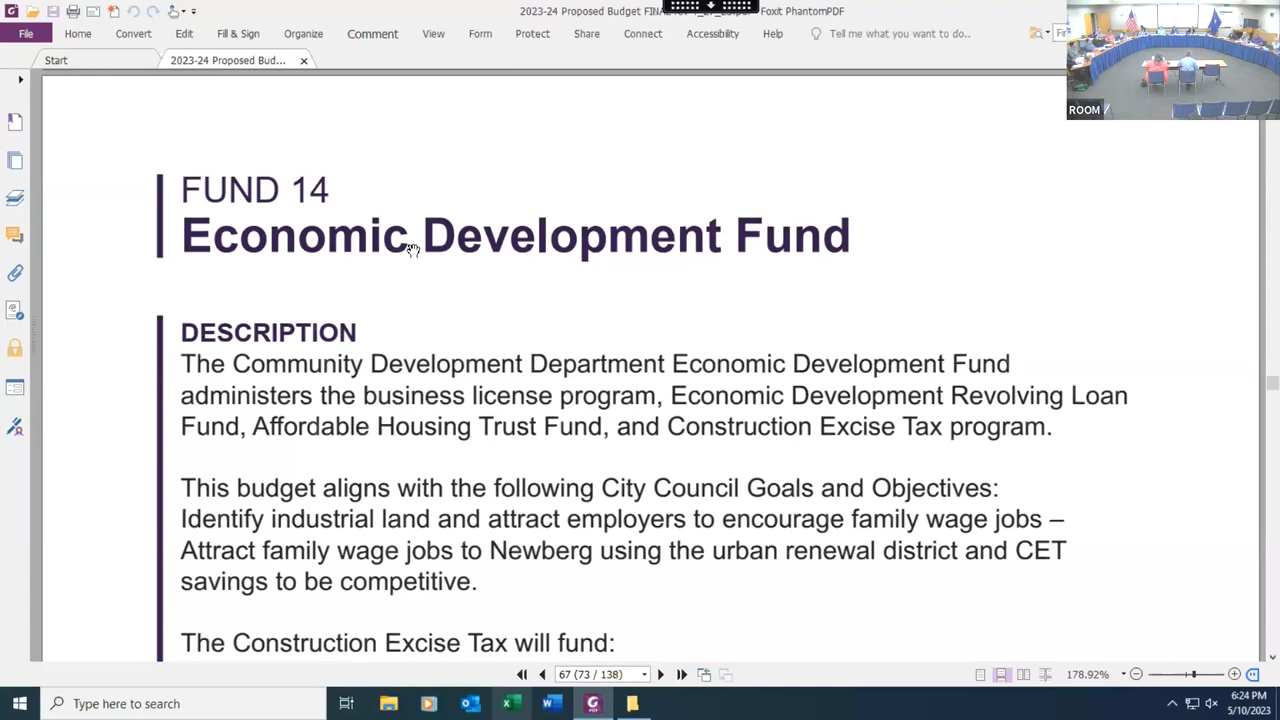 2023-24 Proposed Budget FINAL
Foxit PhantomPDF
File Home Convert Edit Fill & Sign Organize Comment View Form Protect Share Connect Accessibility Help Tell me what you want to do..
Start 2023-24 Proposed Bud...
ROOM
FUND 14
Economic Development Fund
DESCRIPTION
The Community Development Department Economic Development Fund
administers the business license program, Economic Development Revolving Loan
Fund, Affordable Housing Trust Fund, and Construction Excise Tax program.
This budget aligns with the following City Council Goals and Objectives:
Identify industrial land and attract employers to encourage family wage jobs –
Attract family wage jobs to Newberg using the urban renewal district and CET
savings to be competitive.
The Construction Excise Tax will fund:
67 (73 / 138)
178.92%
Type here to search
6:24 PM
5/10/2023